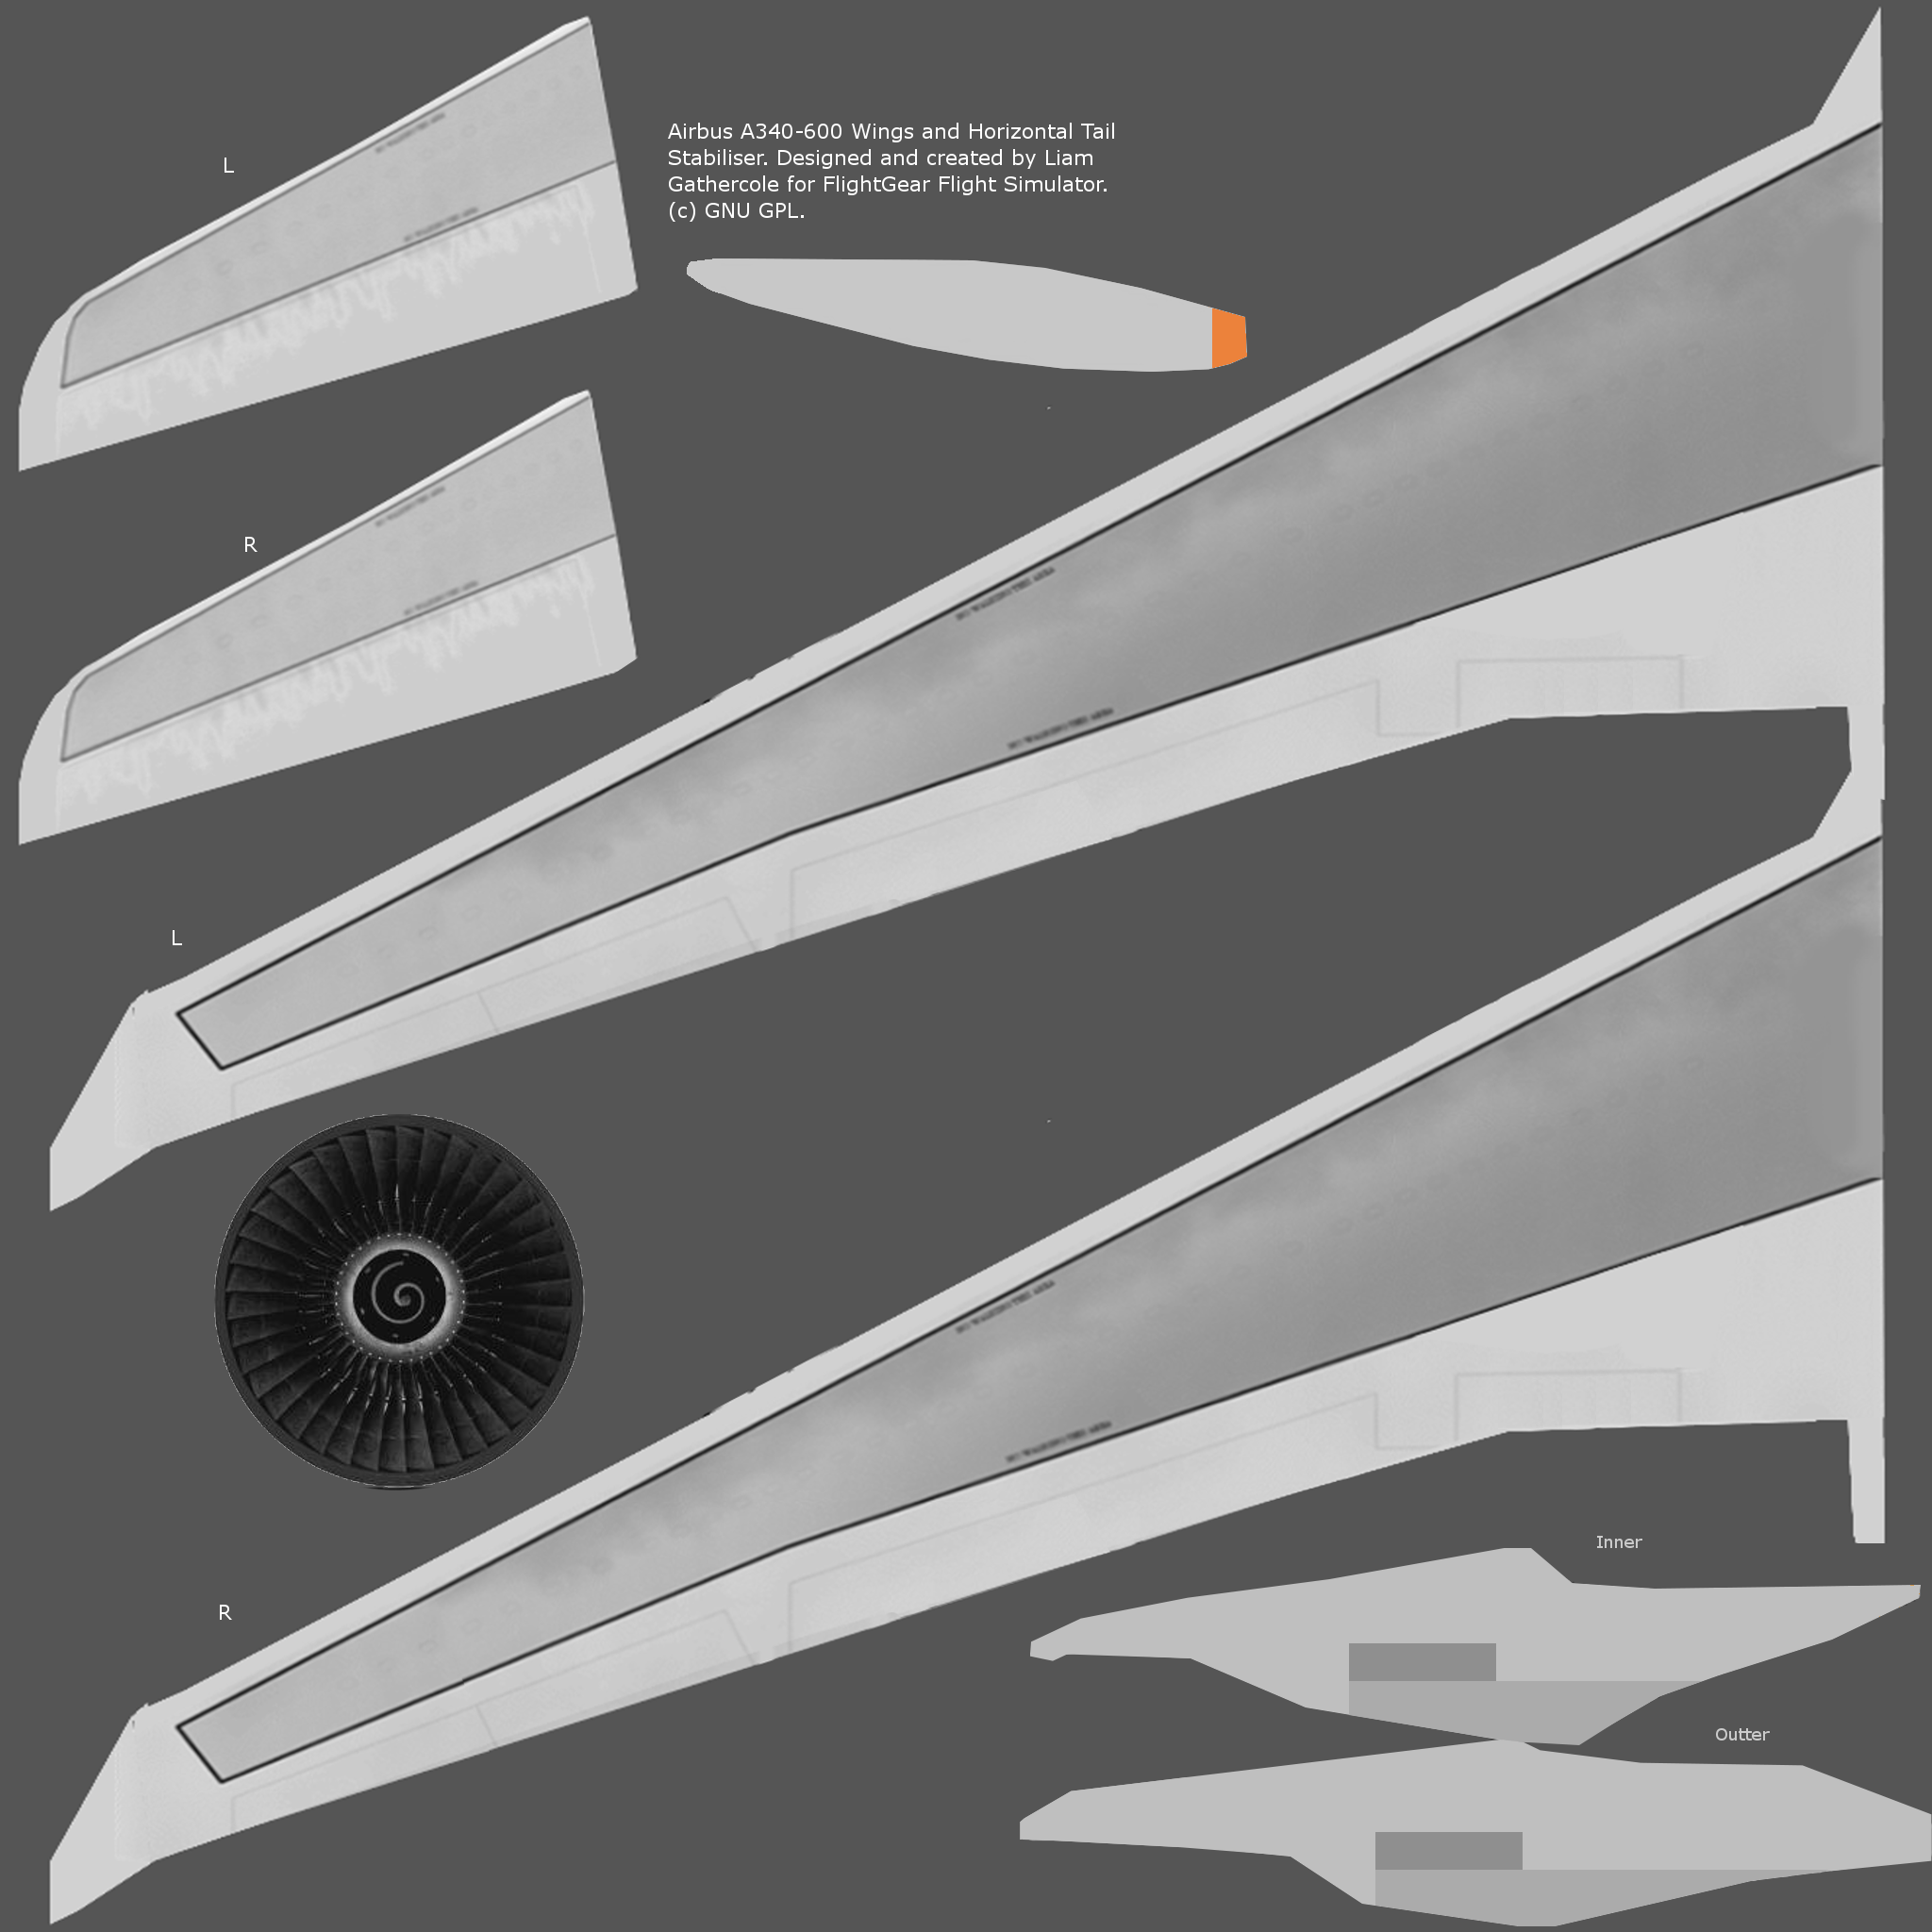 L
Airbus A340-600 Wings and Horizontal Tail
Stabiliser. Designed and created by Liam
Gathercole for FlightGear Flight Simulator.
(c) GNU GPL.
R
L
R
Inner
Outter